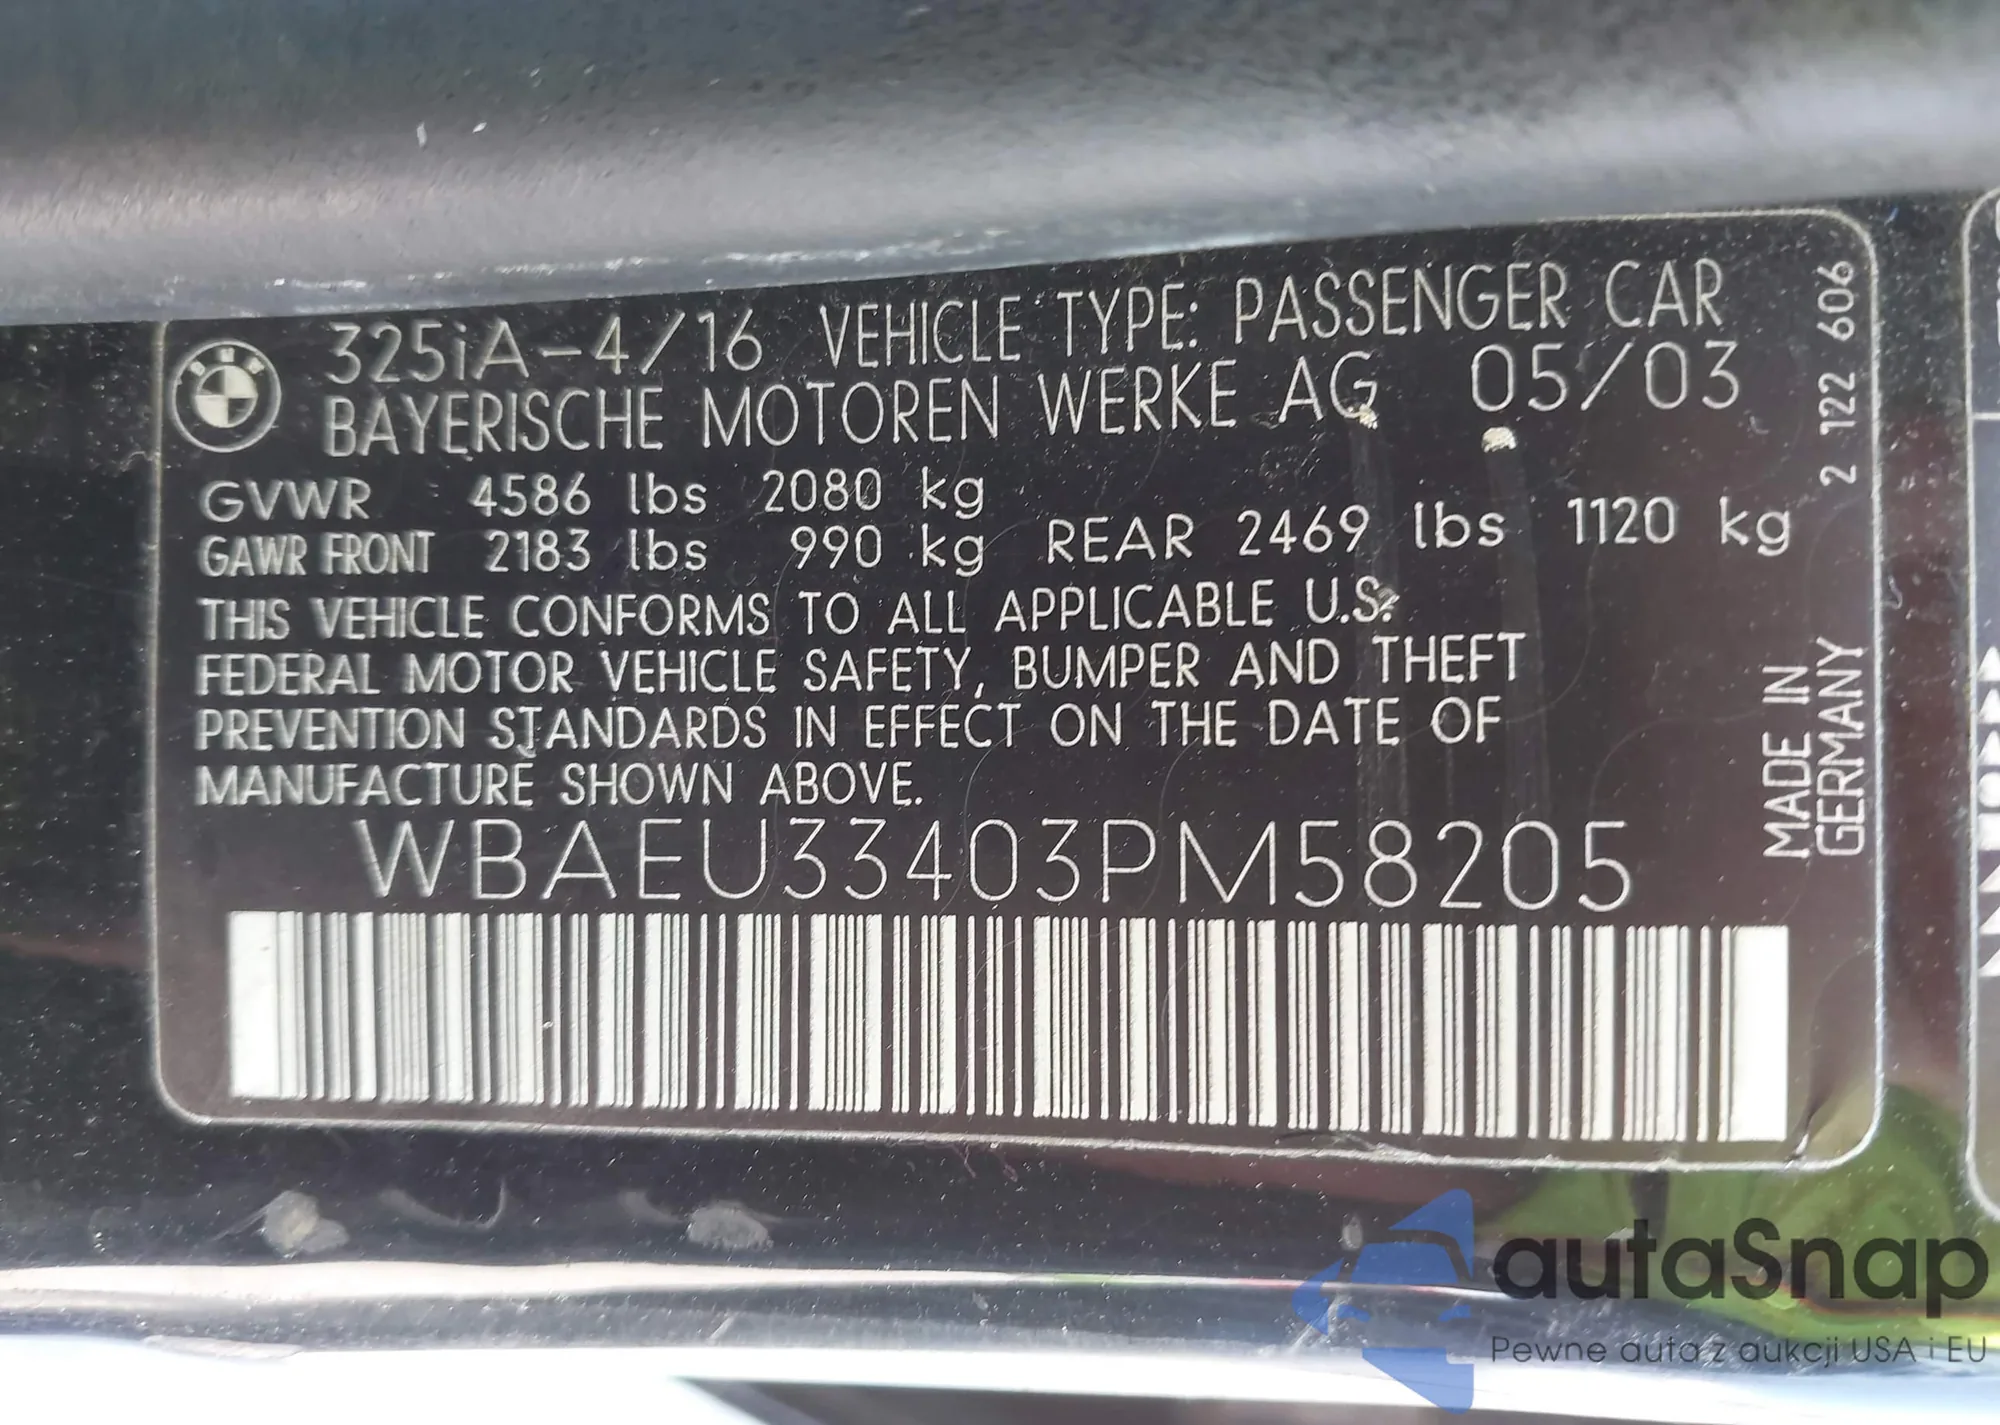 BMW
325iA-4/16 VEHICLE TYPE: PASSENGER CAR
BAYERISCHE MOTOREN WERKE AG 05/03
GVWR 4586 lbs 2080 kg
GAWR FRONT 2183 lbs 990 kg REAR 2469 lbs 1120 kg
THIS VEHICLE CONFORMS TO ALL APPLICABLE U.S.
FEDERAL MOTOR VEHICLE SAFETY, BUMPER AND THEFT
PREVENTION STANDARDS IN EFFECT ON THE DATE OF
MANUFACTURE SHOWN ABOVE.
WBAEU33403PM58205
2 122 606
MADE IN
GERMANY
autaSnap
Pewne auta z aukcji USA i EU